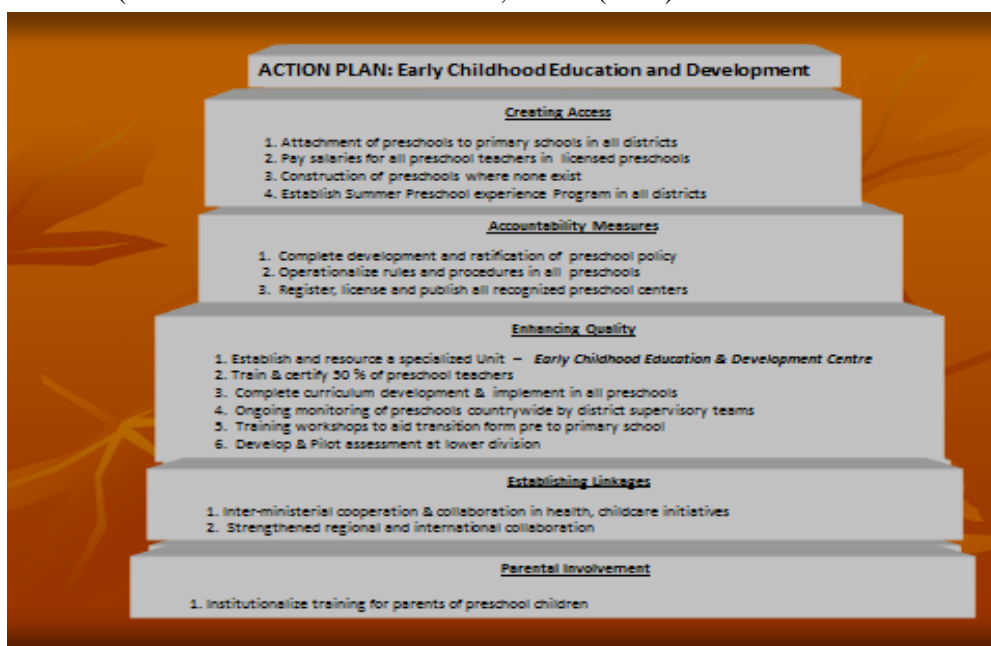 ACTION PLAN: Early Childhood Education and Development
Creating Access
1. Attachment of preschools to primary schools in all districts
2. Pay salaries for all preschool teachers in licensed preschools
3. Construction of preschools where none exist
4. Establish Summer Preschool experience Program in all districts
Accountability Measures
1. Complete development and ratification of preschool policy
2. Operationalize rules and procedures in all preschools
3. Register, license and publish all recognized preschool centers
Enhancing Quality
1. Establish and resource a specialized Unit – Early Childhood Education & Development Centre
2. Train & certify % of preschool teachers
3. Complete curriculum development & implement in all preschools
4. Ongoing monitoring of preschools countrywide by district supervisory teams
5. Training workshops to aid transition form pre to primary school
6. Develop & Pilot assessment at lower division
Establishing Linkages
1. Inter-ministerial cooperation & collaboration in health, childcare initiatives
2. Strengthened regional and international collaboration
Parental Involvement
1. Institutionalize training for parents of preschool children